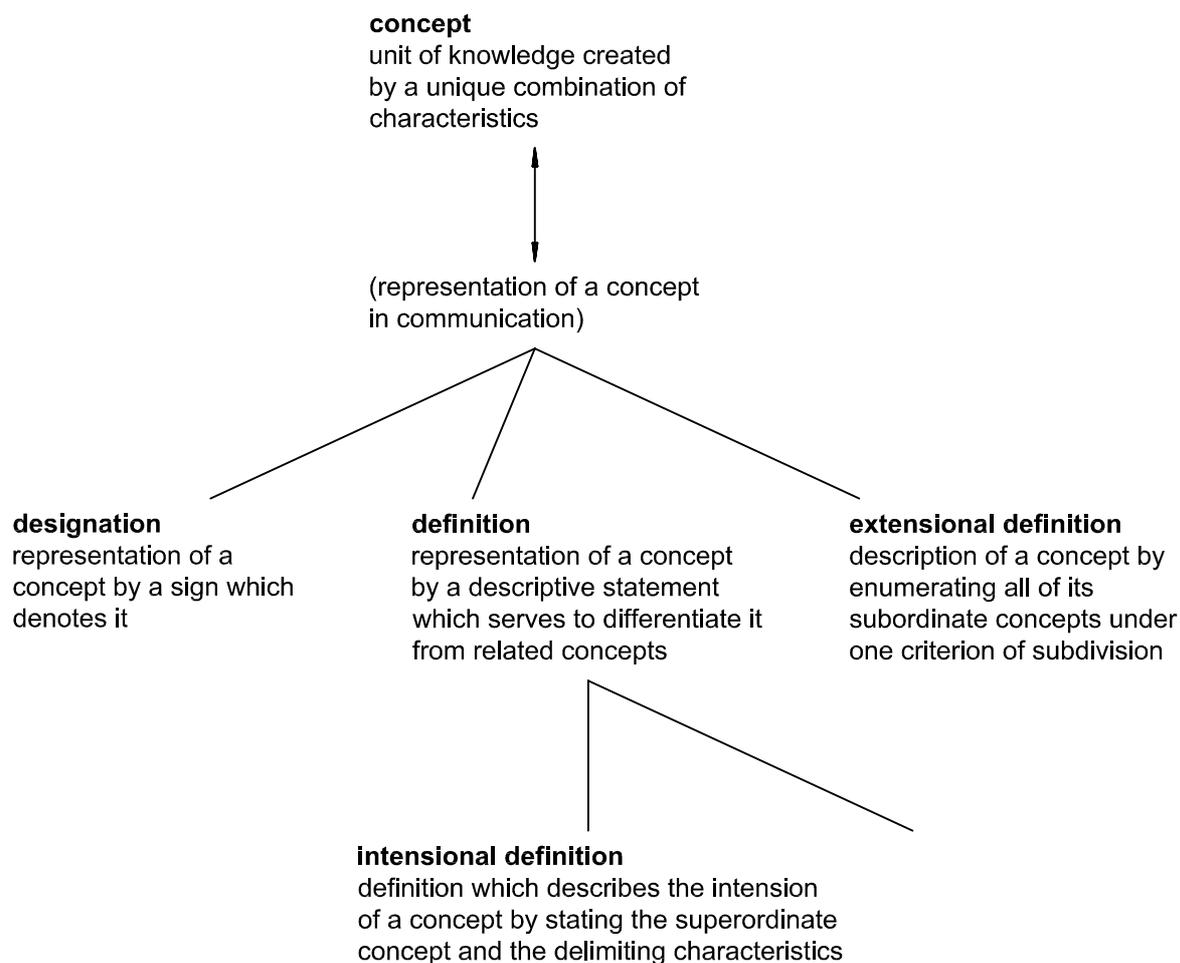 concept
unit of knowledge created
by a unique combination of
characteristics
(representation of a concept
in communication)
designation
representation of a
concept by a sign which
denotes it
definition
representation of a concept
by a descriptive statement
which serves to differentiate it
from related concepts
extensional definition
description of a concept by
enumerating all of its
subordinate concepts under
one criterion of subdivision
intensional definition
definition which describes the intension
of a concept by stating the superordinate
concept and the delimiting characteristics